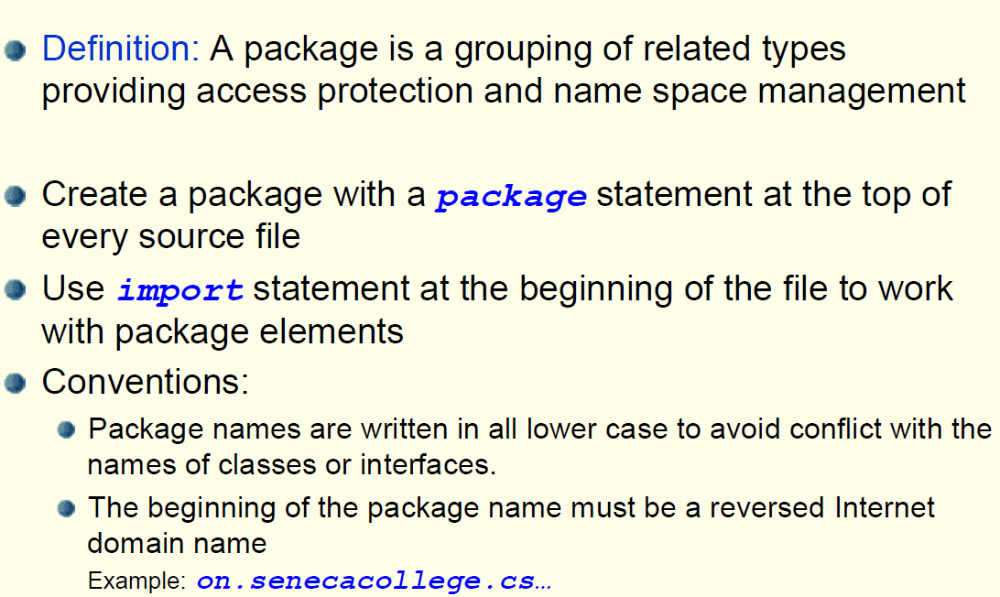 Definition: A package is a grouping of related types
providing access protection and name space management
Create a package with a package statement at the top of
every source file
Use import statement at the beginning of the file to work
with package elements
Conventions:
Package names are written in all lower case to avoid conflict with the
names of classes or interfaces.
The beginning of the package name must be a reversed Internet
domain name
Example: on.senecacollege.cs...